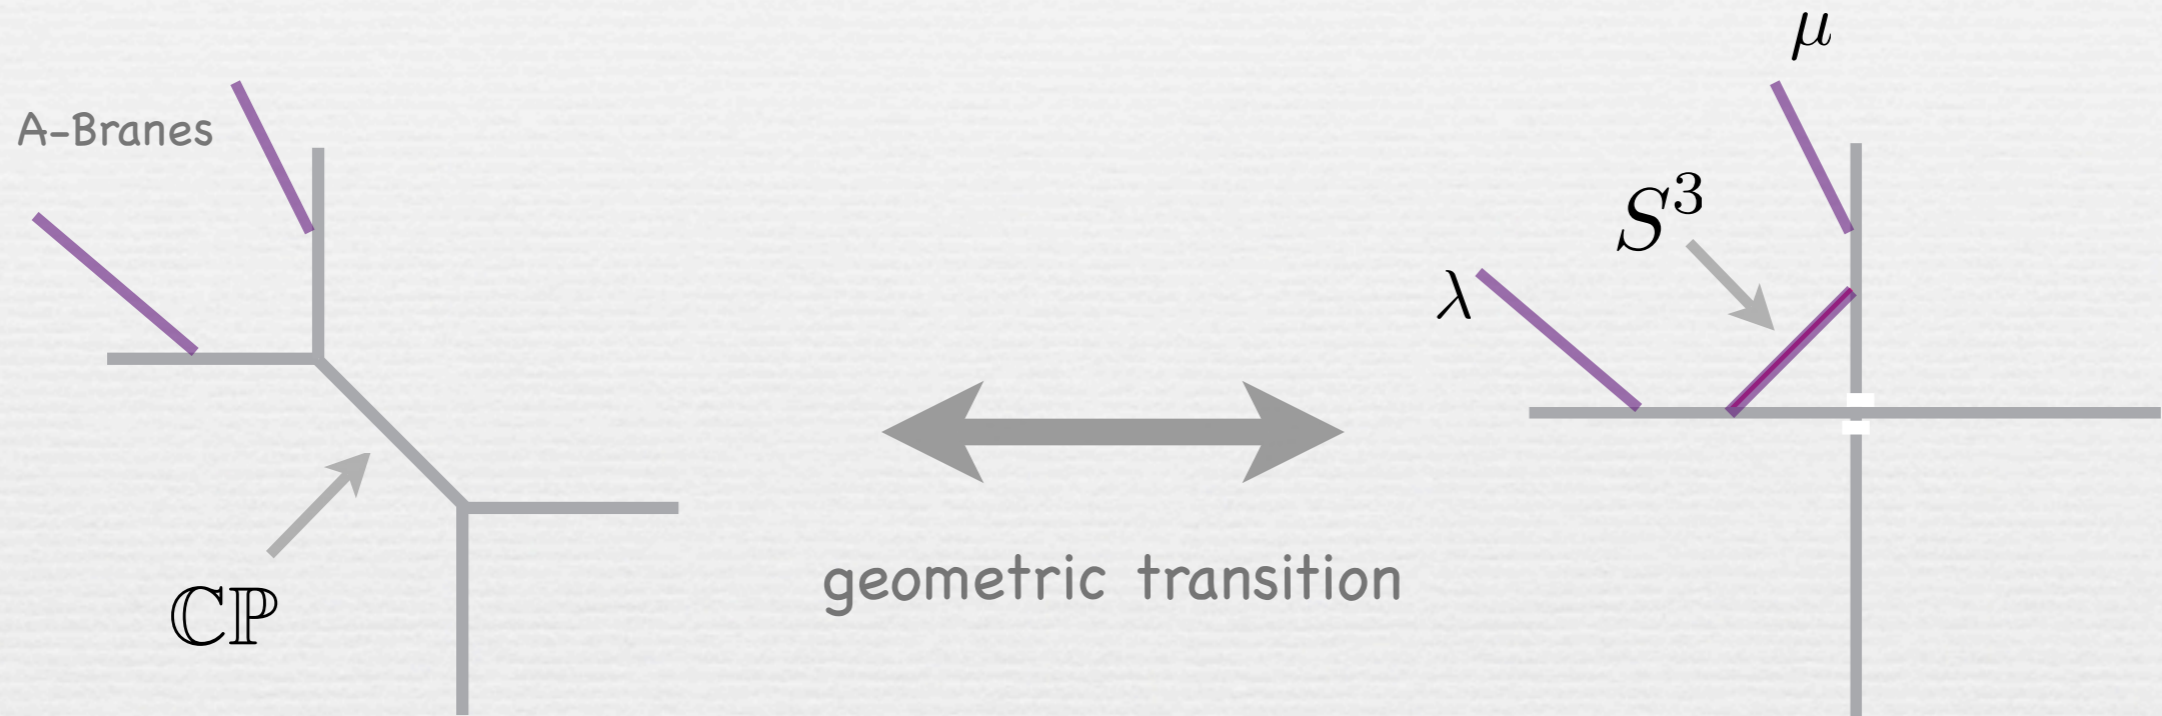 A-Branes
ℂℙ
geometric transition
μ
S³
λ